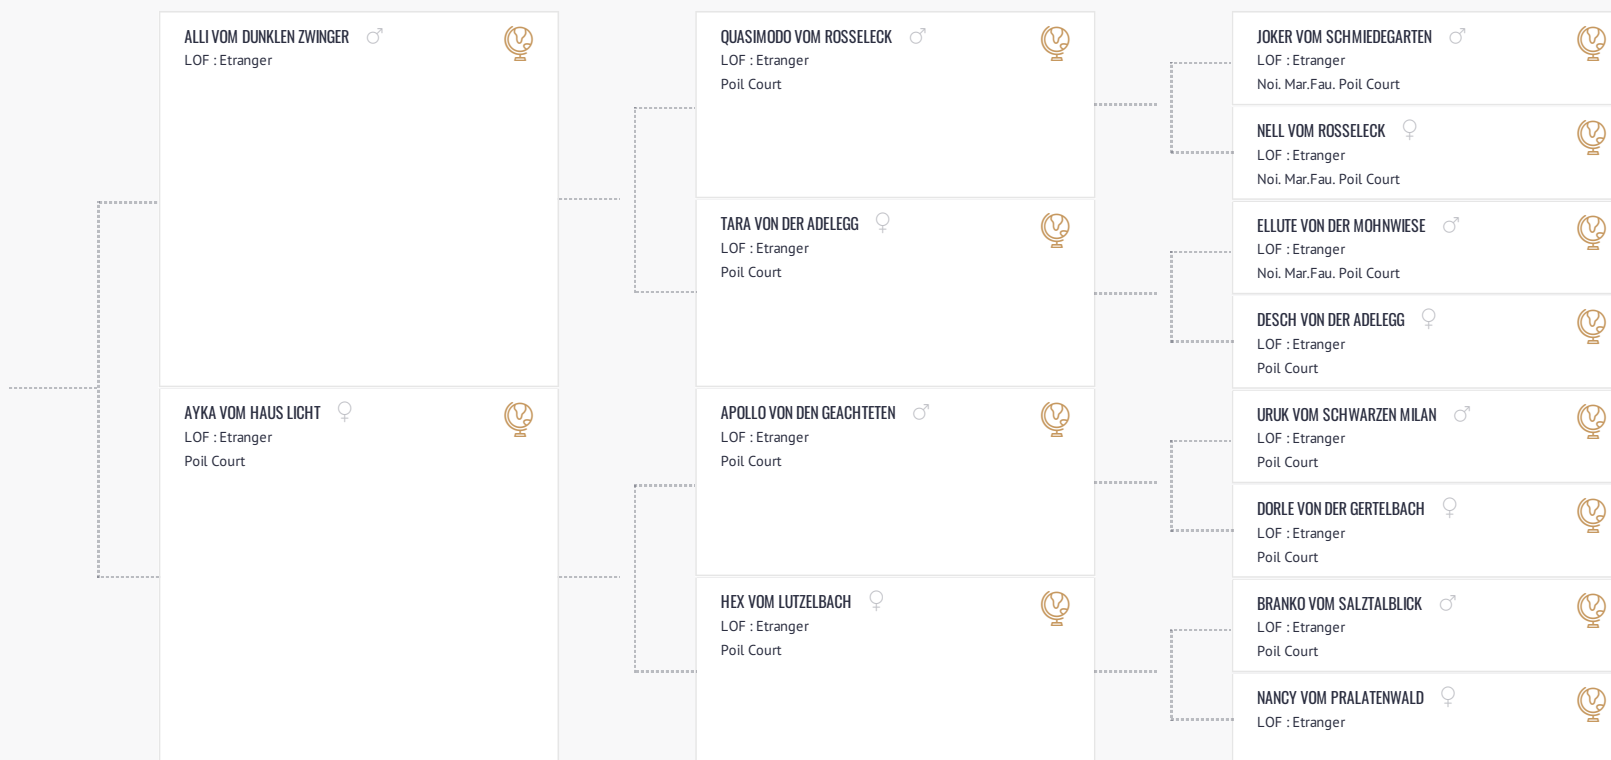 ALLI VOM DUNKLEN ZWINGER
LOF : Etranger
AYKA VOM HAUS LICHT
LOF : Etranger
Poil Court
QUASIMODO VOM ROSSELECK
LOF : Etranger
Poil Court
TARA VON DER ADELEGG
LOF : Etranger
Poil Court
APOLLO VON DEN GEACHTETEN
LOF : Etranger
Poil Court
HEX VOM LUTZELBACH
LOF : Etranger
Poil Court
JOKER VOM SCHMIEDEGARTEN
LOF : Etranger
Noi. Mar.Fau. Poil Court
NELL VOM ROSSELECK
LOF : Etranger
Noi. Mar.Fau. Poil Court
ELLUTE VON DER MOHNWIESE
LOF : Etranger
Noi. Mar.Fau. Poil Court
DESCH VON DER ADELEGG
LOF : Etranger
Poil Court
URUK VOM SCHWARZEN MILAN
LOF : Etranger
Poil Court
DORLE VON DER GERTELBACH
LOF : Etranger
Poil Court
BRANKO VOM SALZTALBLICK
LOF : Etranger
Poil Court
NANCY VOM PRALATENWALD
LOF : Etranger